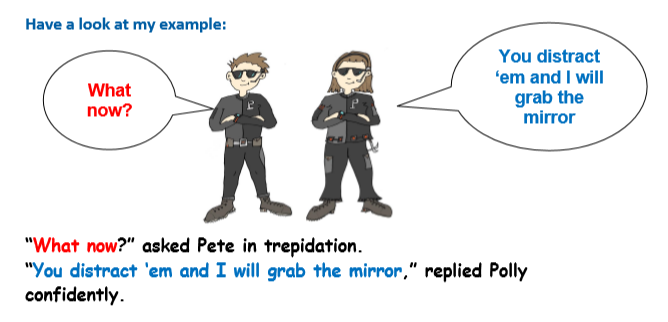 Have a look at my example:
What
now?
You distract
‘em and I will
grab the
mirror
P
P
“What now?” asked Pete in trepidation.
“You distract ‘em and I will grab the mirror,” replied Polly
confidently.